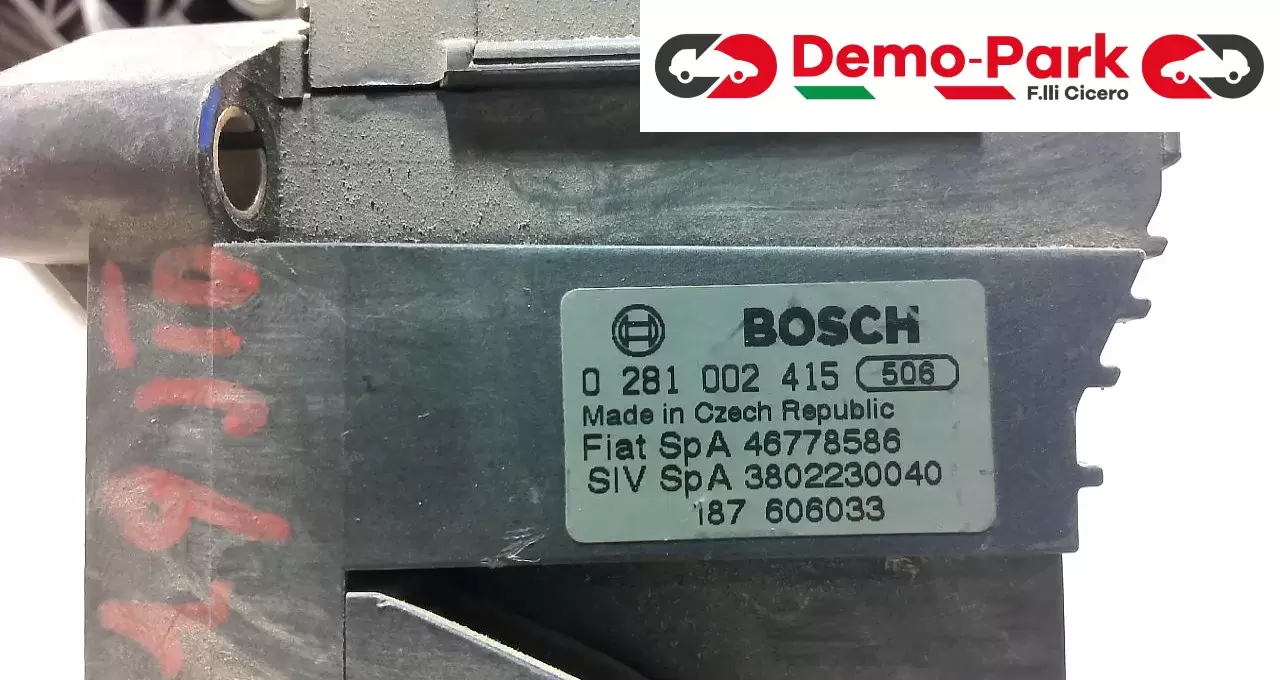 Demo-Park
F.lli Cicero
BOSCH
0 281 002 415 506
Made in Czech Republic
Fiat SpA 46778586
SIV SpA 3802230040
187 606033